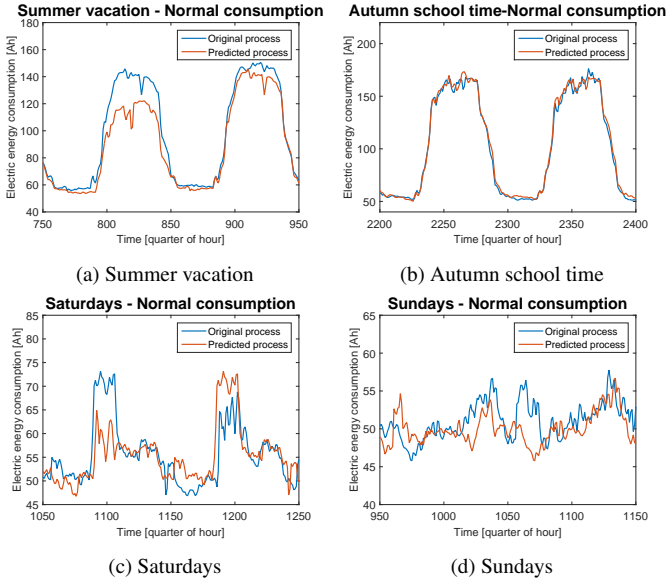 Summer vacation - Normal consumption
180
160
140
120
100
80
60
40
Electric energy consumption [Ah]
Original process
Predicted process
750 800 850 900 950
Time [quarter of hour]
(a) Summer vacation
Autumn school time-Normal consumption
200
150
100
50
Electric energy consumption [Ah]
Original process
Predicted process
2200 2300 2400
Time [quarter of hour]
(b) Autumn school time
Saturdays - Normal consumption
85
80
75
70
65
60
55
50
45
Electric energy consumption [Ah]
Original process
Predicted process
1050 1100 1150 1200 1250
Time [quarter of hour]
(c) Saturdays
Sundays - Normal consumption
65
60
55
50
45
40
Electric energy consumption [Ah]
Original process
Predicted process
950 1000 1050 1100 1150
Time [quarter of hour]
(d) Sundays